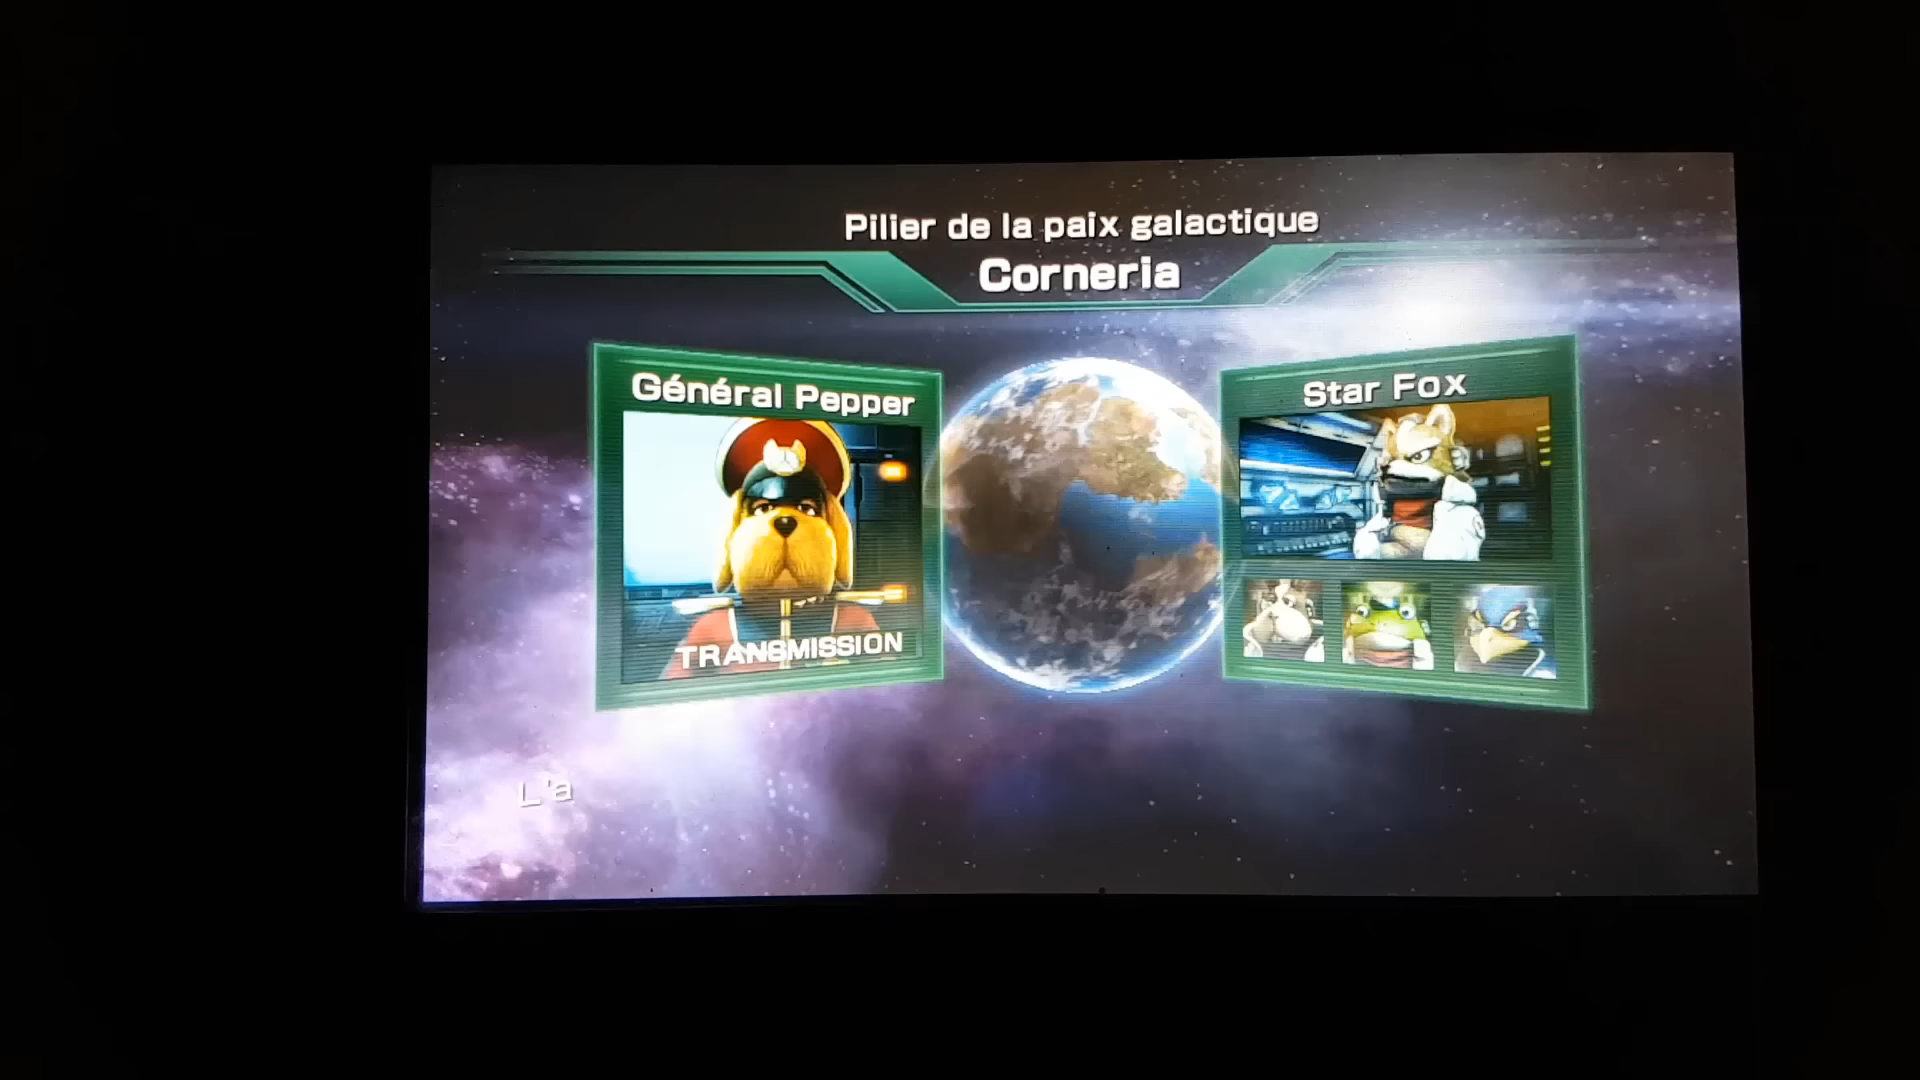 Pilier de la paix galactique
Corneria
Général Pepper
Star Fox
TRANSMISSION
L'a